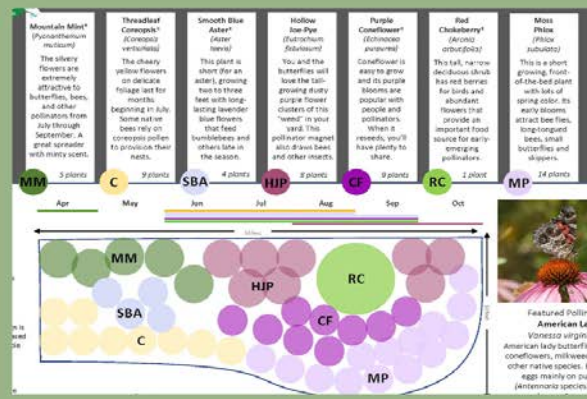 Mountain Mint*
(Pycnanthemum
muticum)
The silvery
flowers are
extremely
attractive to
butterflies, bees,
and other
pollinators from
July through
September. A
great spreader
with minty scent.
5 plants
Threadleaf
Coreopsis*
(Coreopsis
verticillata)
The cheery
yellow flowers
on delicate
foliage last for
months
beginning in July.
Some native
bees rely on
coreopsis pollen
to provision their
nests.
9 plants
Smooth Blue
Aster*
(Aster
laevis)
This plant is
short (for an
aster), growing
two to three
feet with long-
lasting lavender
blue flowers
that feed
bumblebees and
others late in
the season.
4 plants
Hollow
Joe-Pye
(Eutrochium
fistulosum)
You and the
butterflies will
love the tall-
growing dusty
purple flower
clusters of this
"weed" in your
yard. This
pollinator magnet
also draws bees
and other insects.
8 plants
Purple
Coneflower*
(Echinacea
purpurea)
Coneflower is
easy to grow
and its purple
blooms are
popular with
people and
pollinators.
When it
reseeds, you'll
have plenty to
share.
9 plants
Red
Chokeberry*
(Aronia
arbutifolia)
This tall, narrow
deciduous shrub
has red berries
for birds and
abundant
flowers that
provide an
important food
source for early-
emerging
pollinators.
1 plant
Moss
Phlox
(Phlox
subulata)
This is a short
growing, front-
of-the-bed plant
with lots of
spring color. Its
early blooms,
attract bee flies,
long-tongued
bees, small
butterflies and
skippers.
14 plants
MM
C
SBA
HJP
CF
RC
MP
Apr
May
Jun
Jul
Aug
Sep
Oct
MM
SBA
C
HJP
RC
CF
MP
Featured Pollin
American La
Vanessa virgin
American lady butterfl
coneflowers, milkweed
other native species.
eggs mainly on pu
(Antennaria species